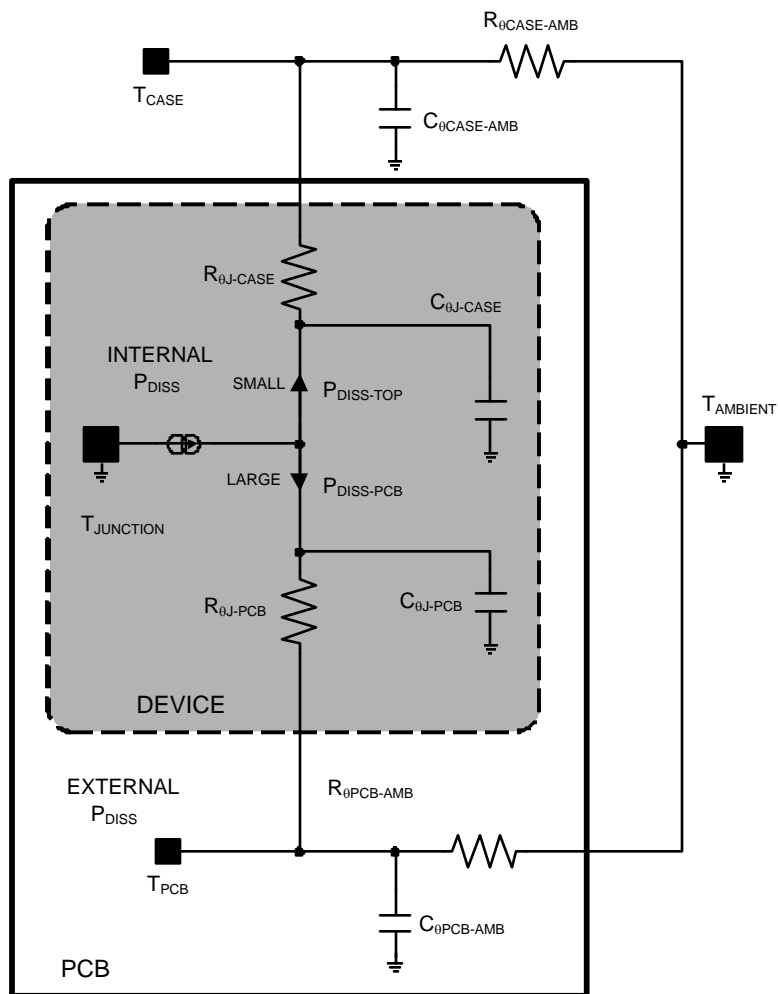 RθCASE-AMB
TCASE
CθCASE-AMB
RθJ-CASE
CθJ-CASE
INTERNAL
PDISS
SMALL
PDISS-TOP
TAMBIENT
LARGE
PDISS-PCB
TJUNCTION
RθJ-PCB
CθJ-PCB
DEVICE
EXTERNAL
PDISS
RθPCB-AMB
TPCB
CθPCB-AMB
PCB